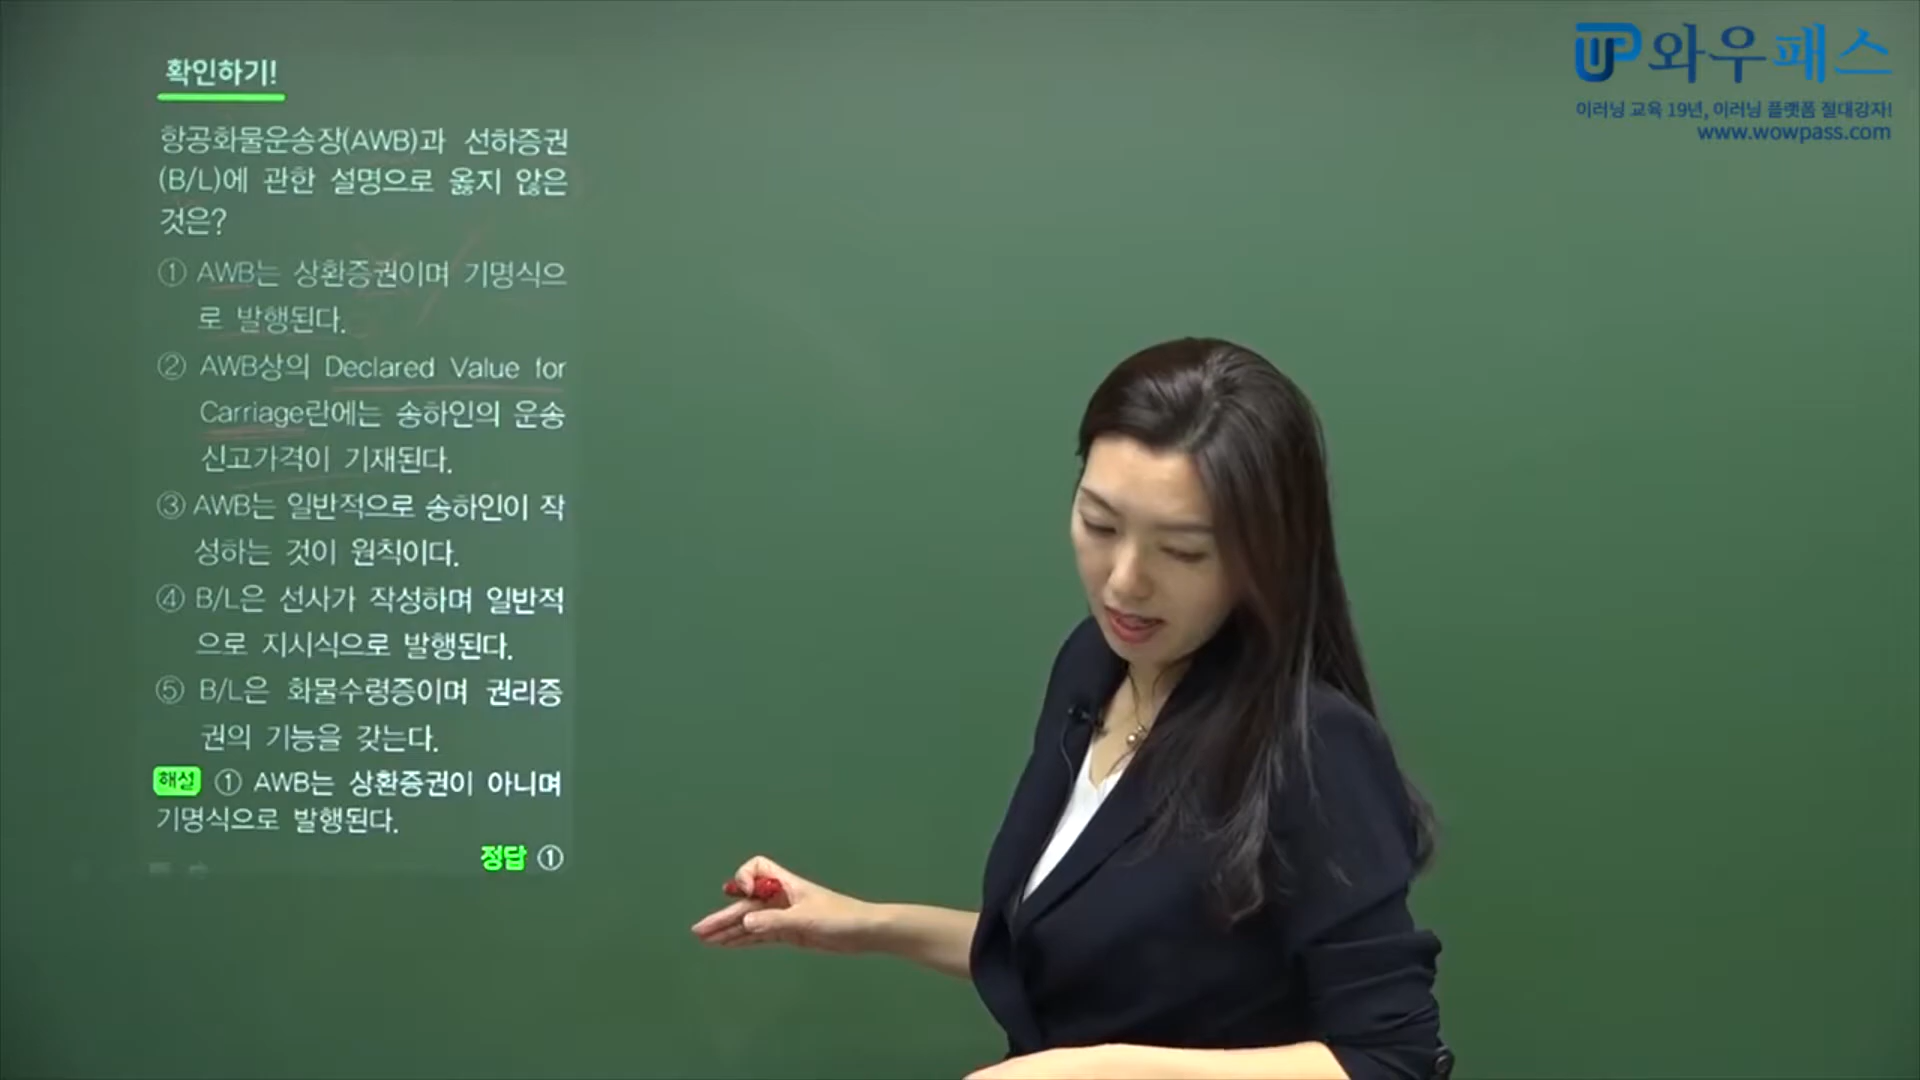 와우패스
이러닝 교육 19년, 이러닝 플랫폼 절대강자!
www.wowpass.com
확인하기!
항공화물운송장(AWB)과 선하증권
(B/L)에 관한 설명으로 옳지 않은
것은?
① AWB는 상환증권이며 기명식으
로 발행된다.
② AWB상의 Declared Value for
Carriage란에는 송하인의 운송
신고가격이 기재된다.
③ AWB는 일반적으로 송하인이 작
성하는 것이 원칙이다.
④ B/L은 선사가 작성하며 일반적
으로 지시식으로 발행된다.
⑤ B/L은 화물수령증이며 권리증
권의 기능을 갖는다.
해설 ① AWB는 상환증권이 아니며
기명식으로 발행된다.
정답 ①